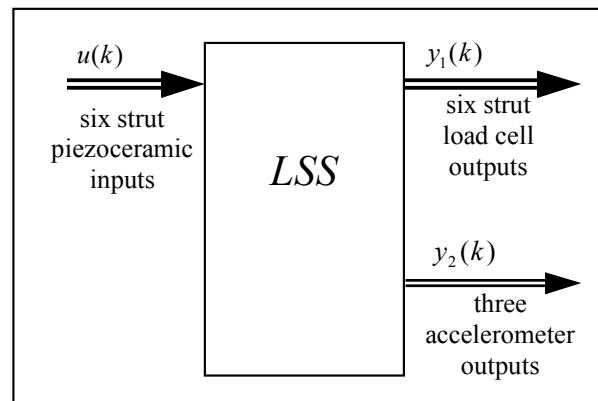 u(k)
six strut
piezoceramic
inputs
LSS
y₁(k)
six strut
load cell
outputs
y₂(k)
three
accelerometer
outputs